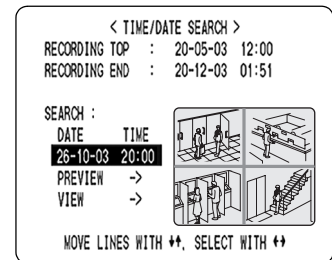 < TIME/DATE SEARCH >
RECORDING TOP : 20-05-03 12:00
RECORDING END : 20-12-03 01:51
SEARCH :
DATE TIME
26-10-03 20:00
PREVIEW ->
VIEW ->
MOVE LINES WITH ♦♦, SELECT WITH ♦♦